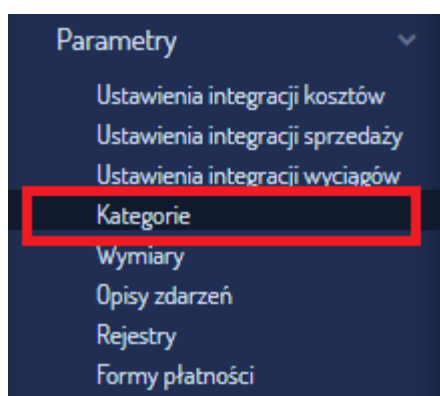 Parametry
Ustawienia integracji kosztów
Ustawienia integracji sprzedaży
Ustawienia integracji wyciągów
Kategorie
Wymiary
Opisy zdarzeń
Rejestry
Formy płatności